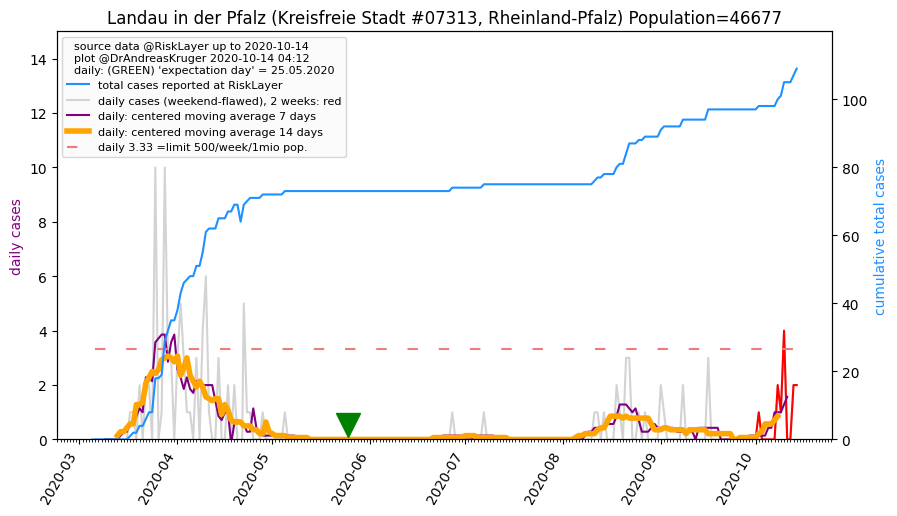 Landau in der Pfalz (Kreisfreie Stadt #07313, Rheinland-Pfalz) Population=46677
source data @RiskLayer up to 2020-10-14
plot @DrAndreasKruger 2020-10-14 04:12
daily: (GREEN) 'expectation day' = 25.05.2020
total cases reported at RiskLayer
daily cases (weekend-flawed), 2 weeks: red
daily: centered moving average 7 days
daily: centered moving average 14 days
daily 3.33 =limit 500/week/1mio pop.
daily cases
14
12
10
8
6
4
2
0
cumulative total cases
100
80
60
40
20
0
2020-03
2020-04
2020-05
2020-06
2020-07
2020-08
2020-09
2020-10